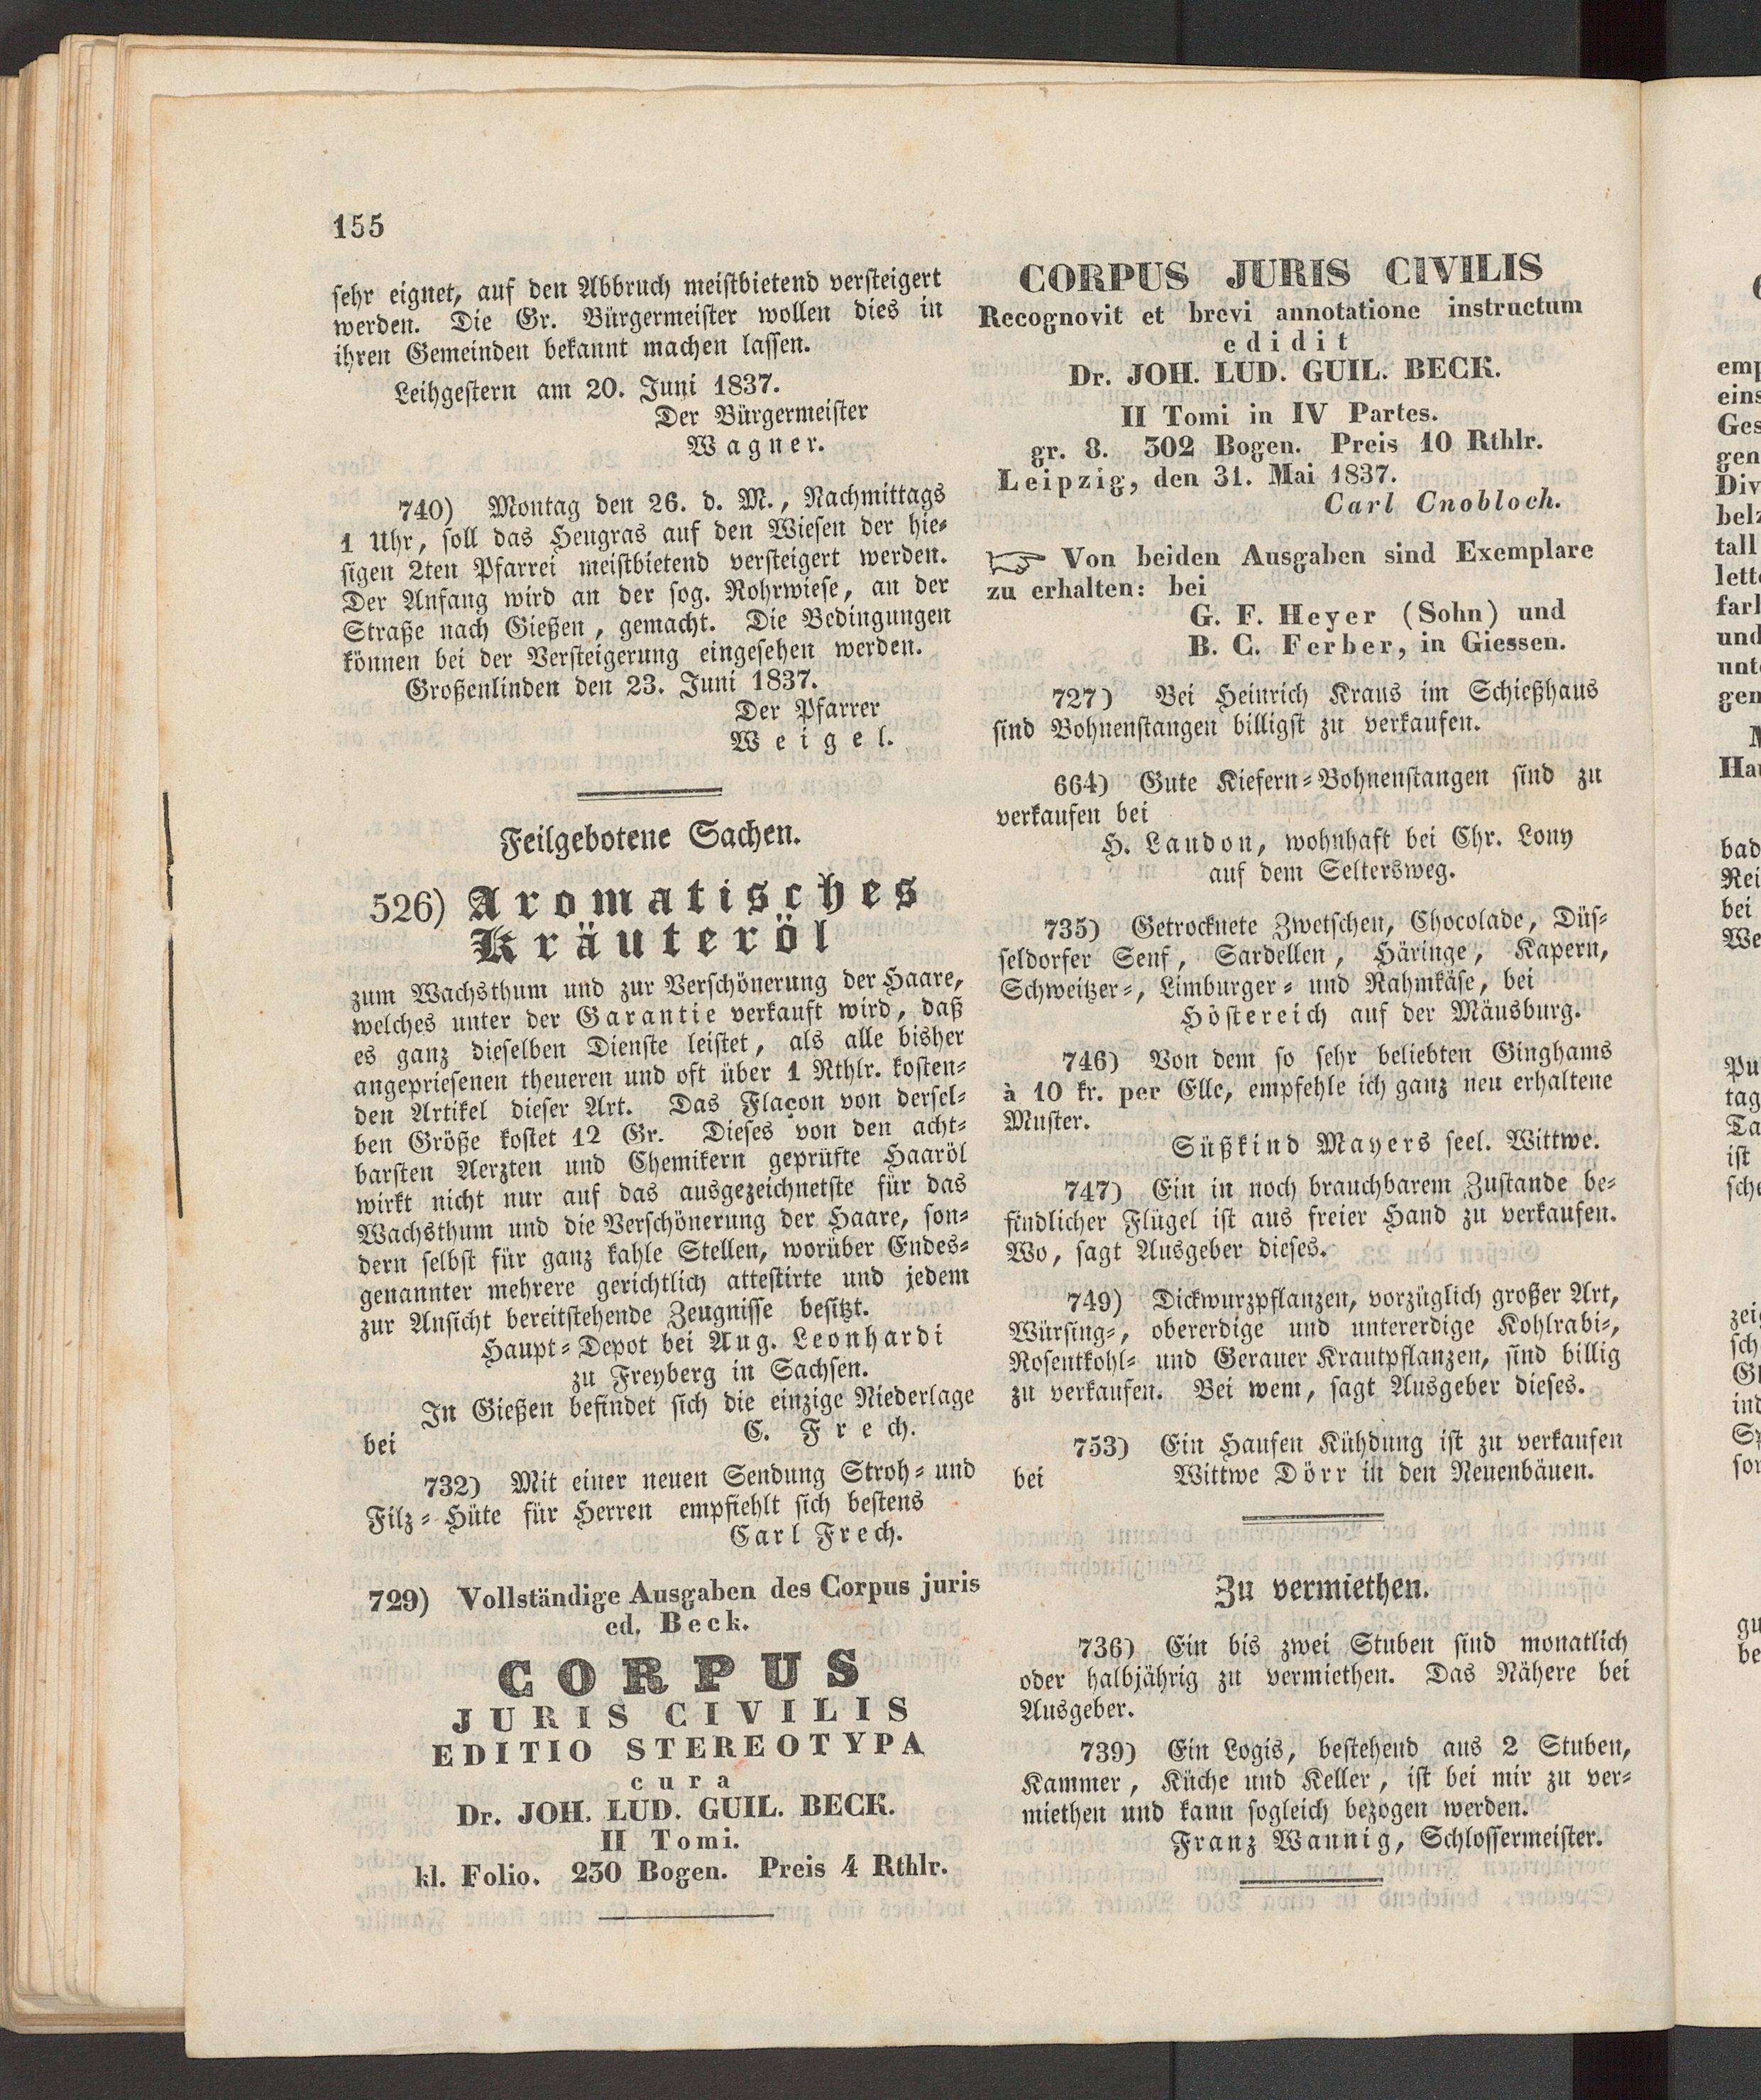 155
sehr eignet, auf den Abbruch meistbietend versteigert
werden. Die Gr. Bürgermeister wollen dies in
ihren Gemeinden bekannt machen lassen.
Leihgestern am 20. Juni 1837.
Der Bürgermeister
Wagner.
740) Montag den 26. d. M., Nachmittags
1 Uhr, soll das Heugras auf den Wiesen der hie-
sigen 2ten Pfarrei meistbietend versteigert werden.
Der Anfang wird an der sog. Rohrwiese, an der
Straße nach Gießen, gemacht. Die Bedingungen
können bei der Versteigerung eingesehen werden.
Großenlinden den 23. Juni 1837.
Der Pfarrer
Weigel.
Feilgebotene Sachen.
526) Aromatisches
Kräuteröl
zum Wachsthum und zur Verschönerung der Haare,
welches unter der Garantie verkauft wird, daß
es ganz dieselben Dienste leistet, als alle bisher
angepriesenen theueren und oft über 1 Rthlr. kosten-
den Artikel dieser Art. Das Flaçon von dersel-
ben Größe kostet 12 Gr. Dieses von den acht-
barsten Aerzten und Chemikern geprüfte Haaröl
wirkt nicht nur auf das ausgezeichnetste für das
Wachsthum und die Verschönerung der Haare, son-
dern selbst für ganz kahle Stellen, worüber Endes-
genannter mehrere gerichtlich attestirte und jedem
zur Ansicht bereitstehende Zeugnisse besitzt.
Haupt-Depot bei Aug. Leonhardi
zu Freyberg in Sachsen.
In Gießen befindet sich die einzige Niederlage
bei C. Frech.
732) Mit einer neuen Sendung Stroh- und
Filz-Hüte für Herren empfiehlt sich bestens
Carl Frech.
729) Vollständige Ausgaben des Corpus juris
ed. Beck.
CORPUS
JURIS CIVILIS
EDITIO STEREOTYPA
cura
Dr. JOH. LUD. GUIL. BECK.
II Tomi.
kl. Folio. 230 Bogen. Preis 4 Rthlr.
CORPUS JURIS CIVILIS
Recognovit et brevi annotatione instructum
edidit
Dr. JOH. LUD. GUIL. BECK.
II Tomi in IV Partes.
gr. 8. 302 Bogen. Preis 10 Rthlr.
Leipzig, den 31. Mai 1837.
Carl Cnobloch.
☞ Von beiden Ausgaben sind Exemplare
zu erhalten: bei
G. F. Heyer (Sohn) und
B. C. Ferber, in Giessen.
727) Bei Heinrich Kraus im Schießhaus
sind Bohnenstangen billigst zu verkaufen.
664) Gute Kiefern-Bohnenstangen sind zu
verkaufen bei
H. Laudon, wohnhaft bei Chr. Lony
auf dem Seltersweg.
735) Getrocknete Zwetschen, Chocolade, Düs-
seldorfer Senf, Sardellen, Häringe, Kapern,
Schweitzer-, Limburger- und Rahmkäse, bei
Höstereich auf der Mäusburg.
746) Von dem so sehr beliebten Ginghams
à 10 kr. per Elle, empfehle ich ganz neu erhaltene
Muster.
Süßkind Mayers seel. Wittwe.
747) Ein in noch brauchbarem Zustande be-
findlicher Flügel ist aus freier Hand zu verkaufen.
Wo, sagt Ausgeber dieses.
749) Dickwurzpflanzen, vorzüglich großer Art,
Würsing-, obererdige und untererdige Kohlrabi-,
Rosentkohl- und Gerauer Krautpflanzen, sind billig
zu verkaufen. Bei wem, sagt Ausgeber dieses.
753) Ein Haufen Kühdung ist zu verkaufen
bei Wittwe Dörr in den Neuenbäuen.
Zu vermiethen.
736) Ein bis zwei Stuben sind monatlich
oder halbjährig zu vermiethen. Das Nähere bei
Ausgeber.
739) Ein Logis, bestehend aus 2 Stuben,
Kammer, Küche und Keller, ist bei mir zu ver-
miethen und kann sogleich bezogen werden.
Franz Wannig, Schlossermeister.